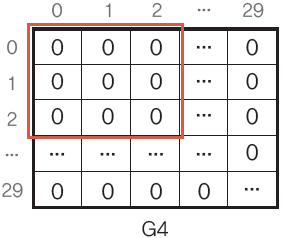 0 1 2 ... 29
0 0 0 0 ... 0
1 0 0 0 ... 0
2 0 0 0 ... 0
... ... ... ... ... 0
29 0 0 0 0 ...
G4